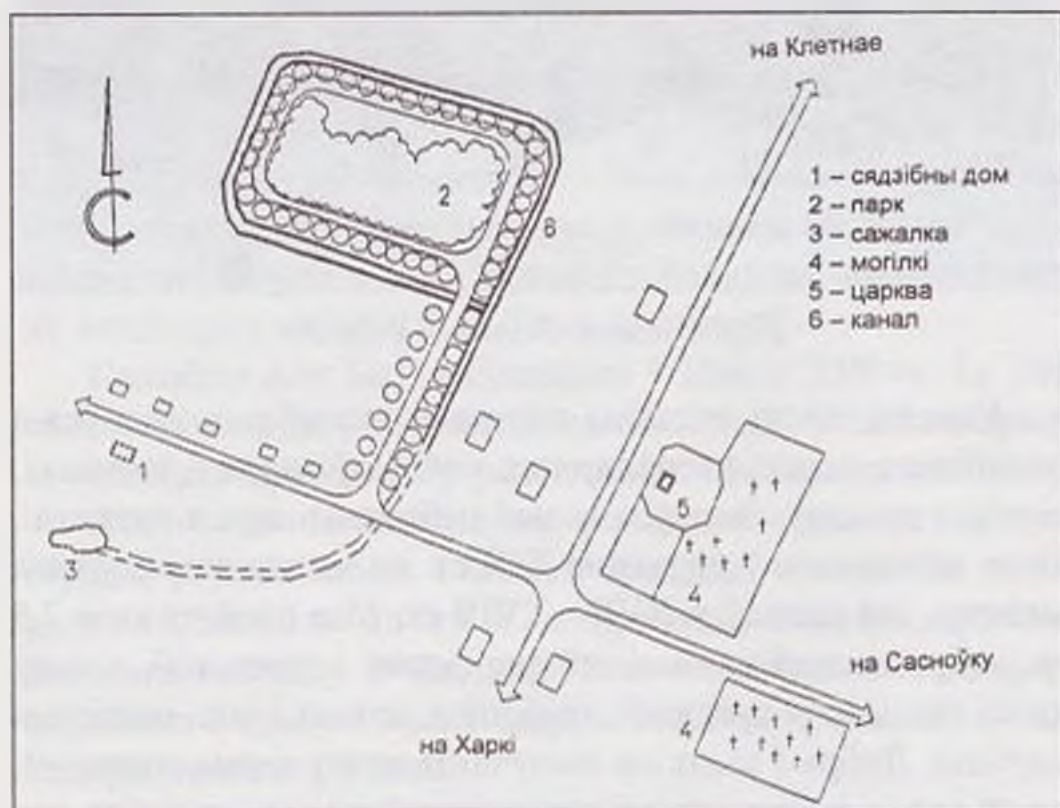 на Клетнае
1 – сядзібны дом
2 – парк
3 – сажалка
4 – могілкі
5 – царква
6 – канал
2
6
1
5
3
4
на Сасноўку
4
на Харкі
С